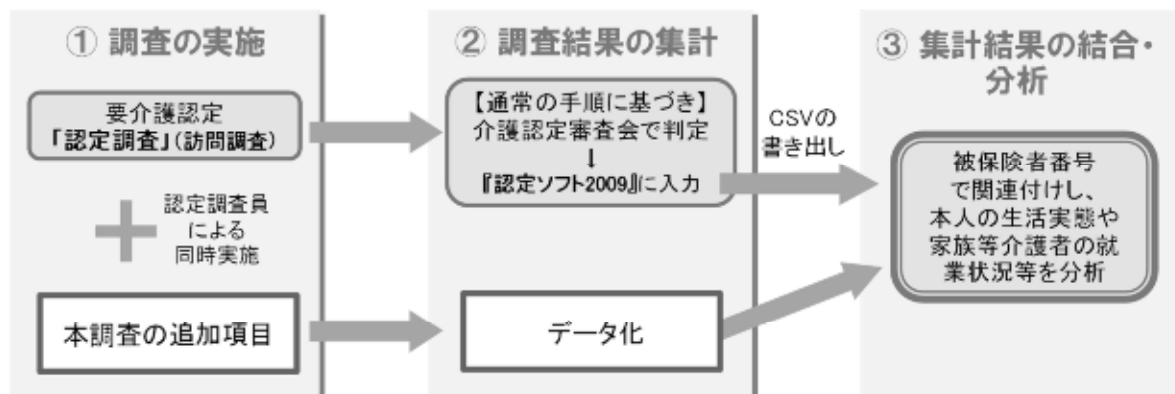 ① 調査の実施
要介護認定
「認定調査」(訪問調査)
認定調査員
による
同時実施
本調査の追加項目
② 調査結果の集計
【通常の手順に基づき】
介護認定審査会で判定
↓
『認定ソフト2009』に入力
データ化
CSVの
書き出し
③ 集計結果の結合・
分析
被保険者番号
で関連付けし、
本人の生活実態や
家族等介護者の就
業状況等を分析